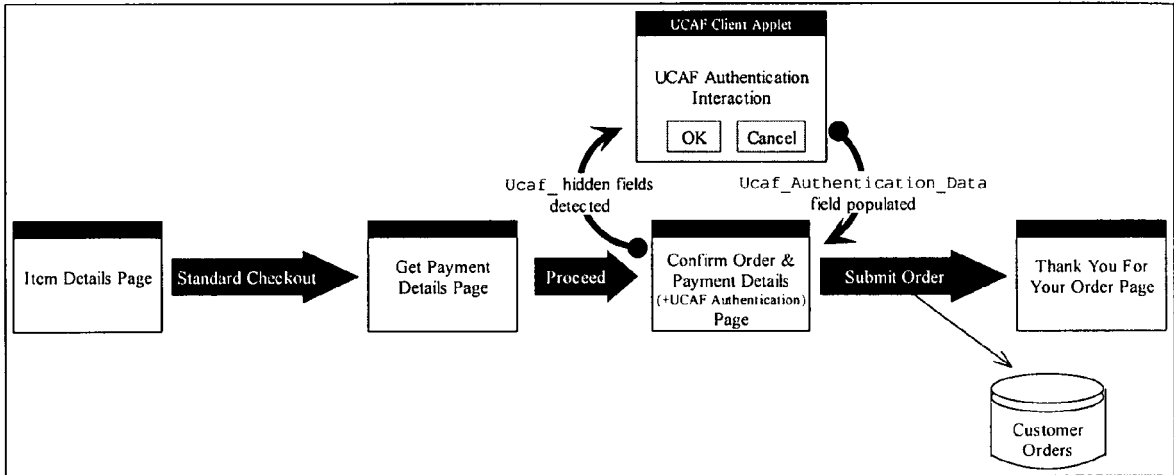 UCAF Client Applet
UCAF Authentication
Interaction
OK
Cancel
Ucaf_ hidden fields
detected
Ucaf_Authentication_Data
field populated
Item Details Page
Standard Checkout
Get Payment
Details Page
Proceed
Confirm Order &
Payment Details
(+UCAF Authentication)
Page
Submit Order
Thank You For
Your Order Page
Customer
Orders